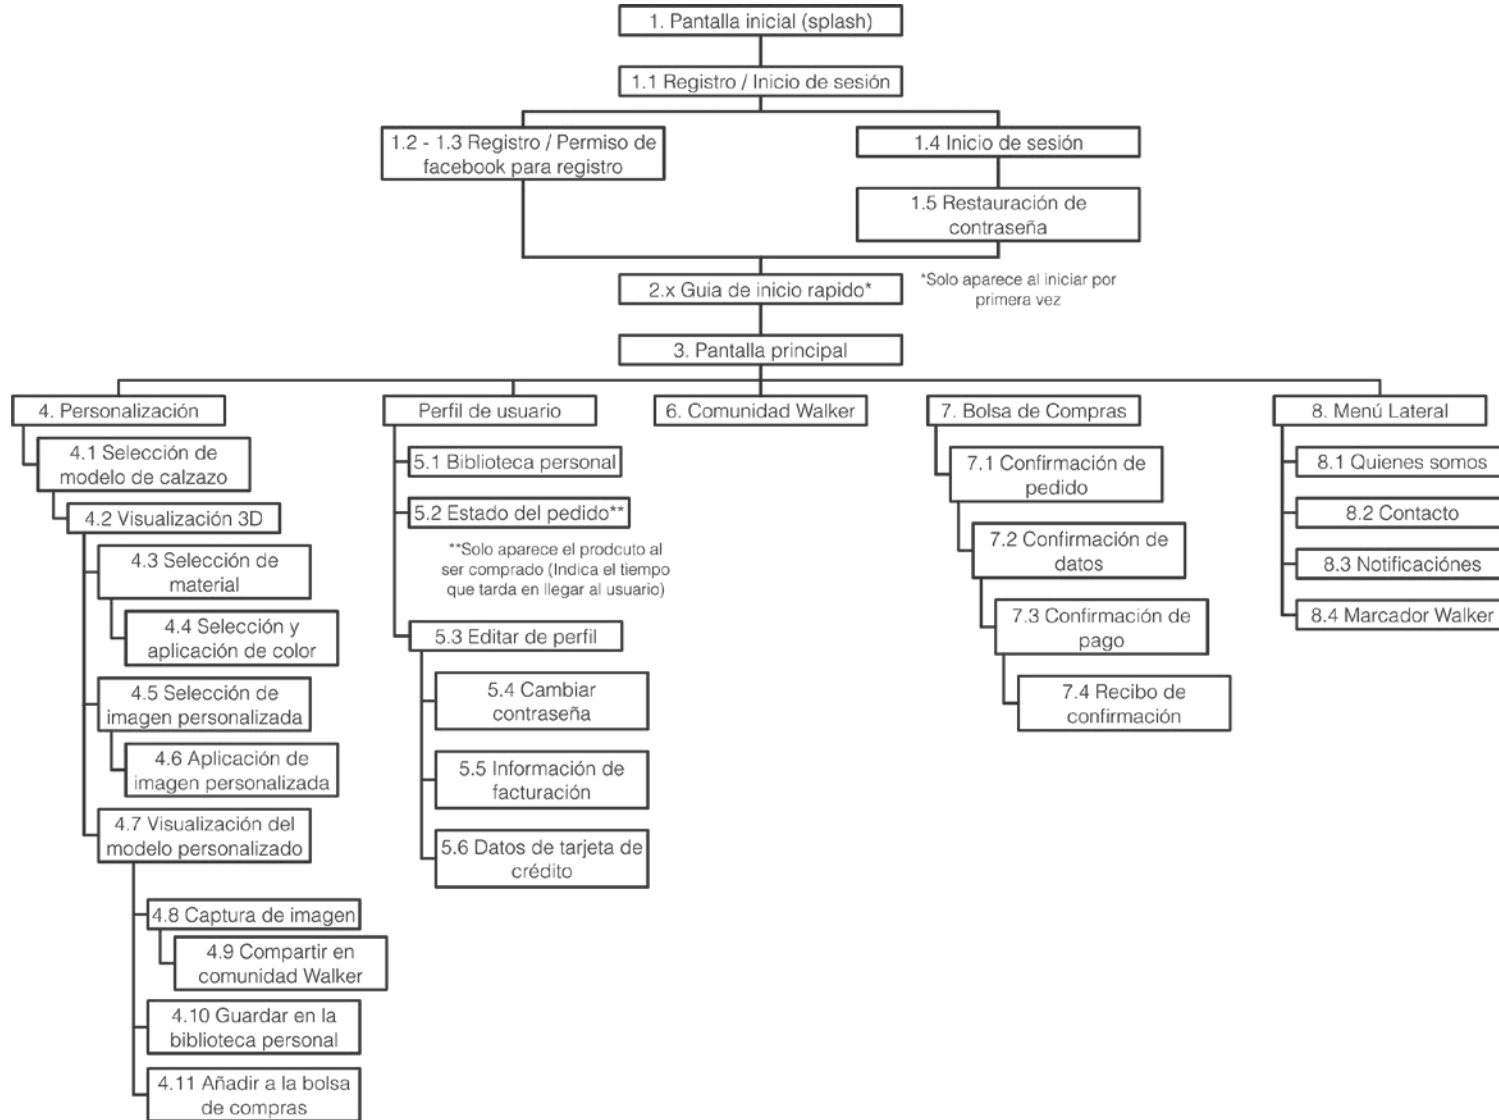 1. Pantalla inicial (splash)
1.1 Registro / Inicio de sesión
1.2 - 1.3 Registro / Permiso de
facebook para registro
1.4 Inicio de sesión
1.5 Restauración de
contraseña
2.x Guia de inicio rapido*
*Solo aparece al iniciar por
primera vez
3. Pantalla principal
4. Personalización
4.1 Selección de
modelo de calzazo
4.2 Visualización 3D
4.3 Selección de
material
4.4 Selección y
aplicación de color
4.5 Selección de
imagen personalizada
4.6 Aplicación de
imagen personalizada
4.7 Visualización del
modelo personalizado
4.8 Captura de imagen
4.9 Compartir en
comunidad Walker
4.10 Guardar en la
biblioteca personal
4.11 Añadir a la bolsa
de compras
Perfil de usuario
5.1 Biblioteca personal
5.2 Estado del pedido**
**Solo aparece el prodcuto al
ser comprado (Indica el tiempo
que tarda en llegar al usuario)
5.3 Editar de perfil
5.4 Cambiar
contraseña
5.5 Información de
facturación
5.6 Datos de tarjeta de
crédito
6. Comunidad Walker
7. Bolsa de Compras
7.1 Confirmación de
pedido
7.2 Confirmación de
datos
7.3 Confirmación de
pago
7.4 Recibo de
confirmación
8. Menú Lateral
8.1 Quienes somos
8.2 Contacto
8.3 Notificaciónes
8.4 Marcador Walker